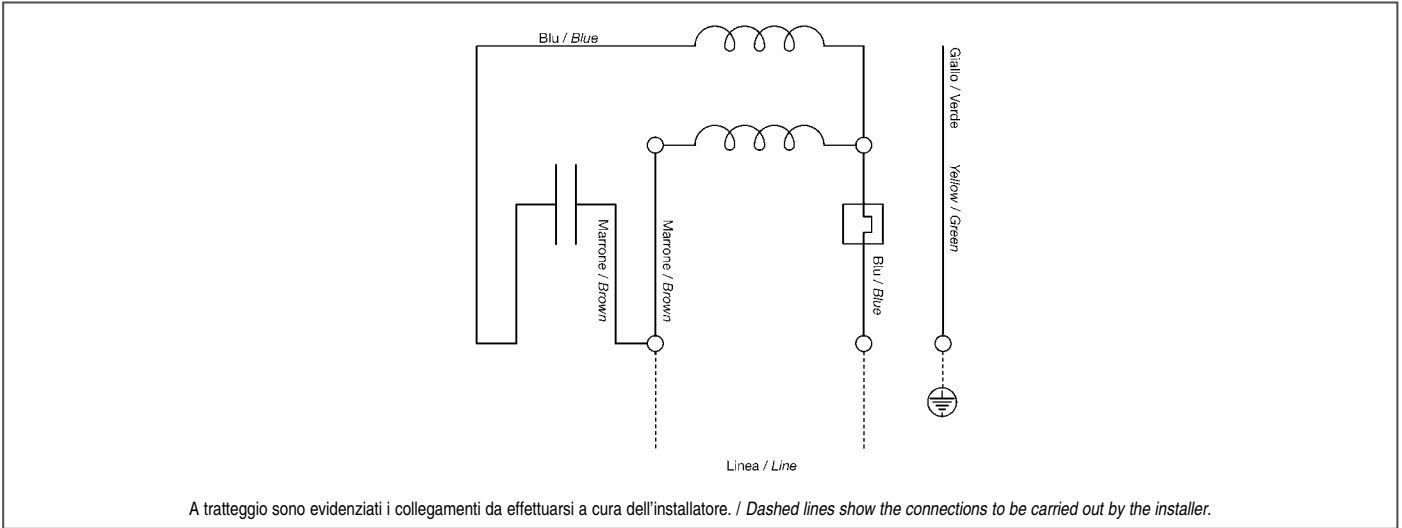 Blu / Blue
Giallo / Verde Yellow / Green
Marrone / Brown
Marrone / Brown
Blu / Blue
Linea / Line
A tratteggio sono evidenziati i collegamenti da effettuarsi a cura dell'installatore. / Dashed lines show the connections to be carried out by the installer.